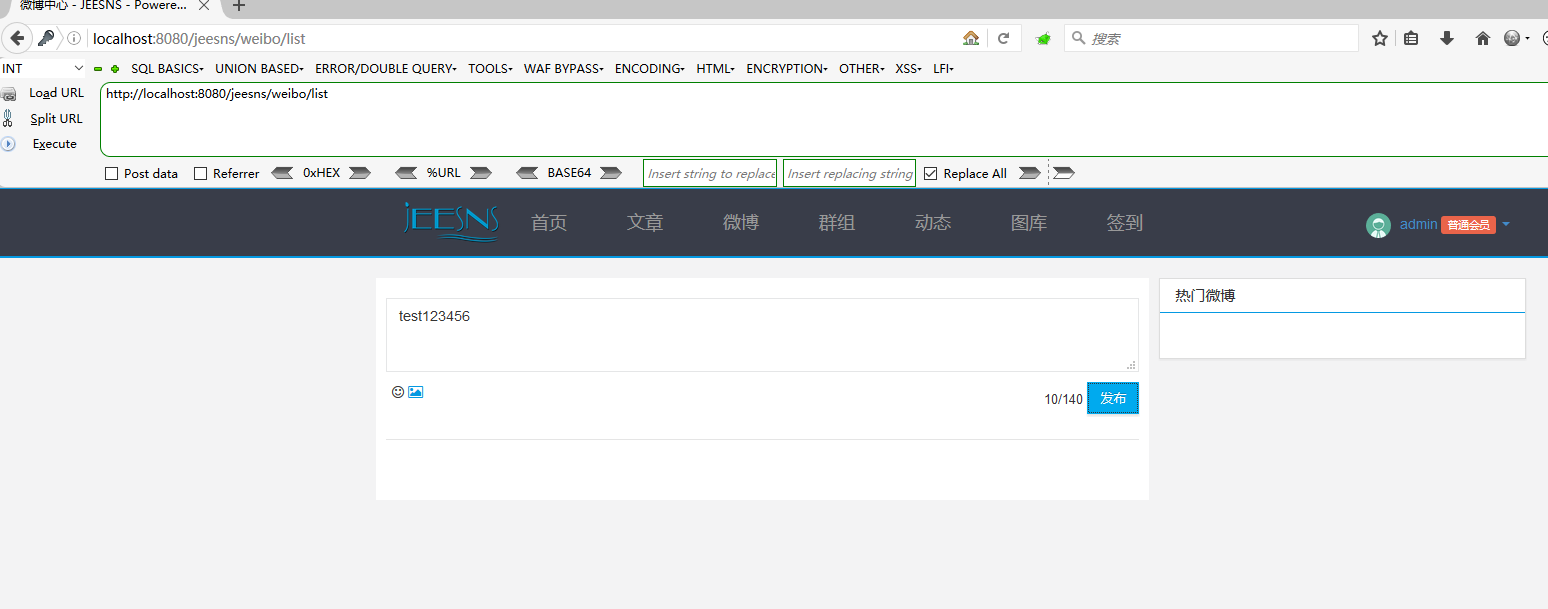 微博中心 - JEESNS - Powere...
localhost:8080/jeesns/weibo/list
搜索
INT SQL BASICS UNION BASED ERROR/DOUBLE QUERY TOOLS WAF BYPASS ENCODING HTML ENCRYPTION OTHER XSS LFI
Load URL http://localhost:8080/jeesns/weibo/list
Split URL
Execute
Post data Referrer 0xHEX %URL BASE64 Insert string to replace Insert replacing string Replace All
JEESNS 首页 文章 微博 群组 动态 图库 签到 admin 普通会员
test123456 热门微博
10/140 发布